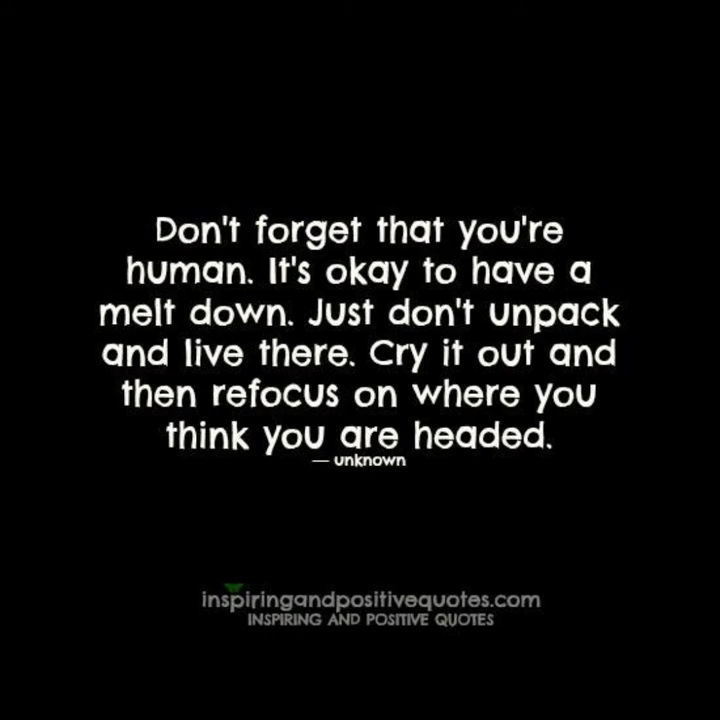 Don't forget that you're
human. It's okay to have a
melt down. Just don't unpack
and live there. Cry it out and
then refocus on where you
think you are headed.
— unknown
inspiringandpositivequotes.com
INSPIRING AND POSITIVE QUOTES